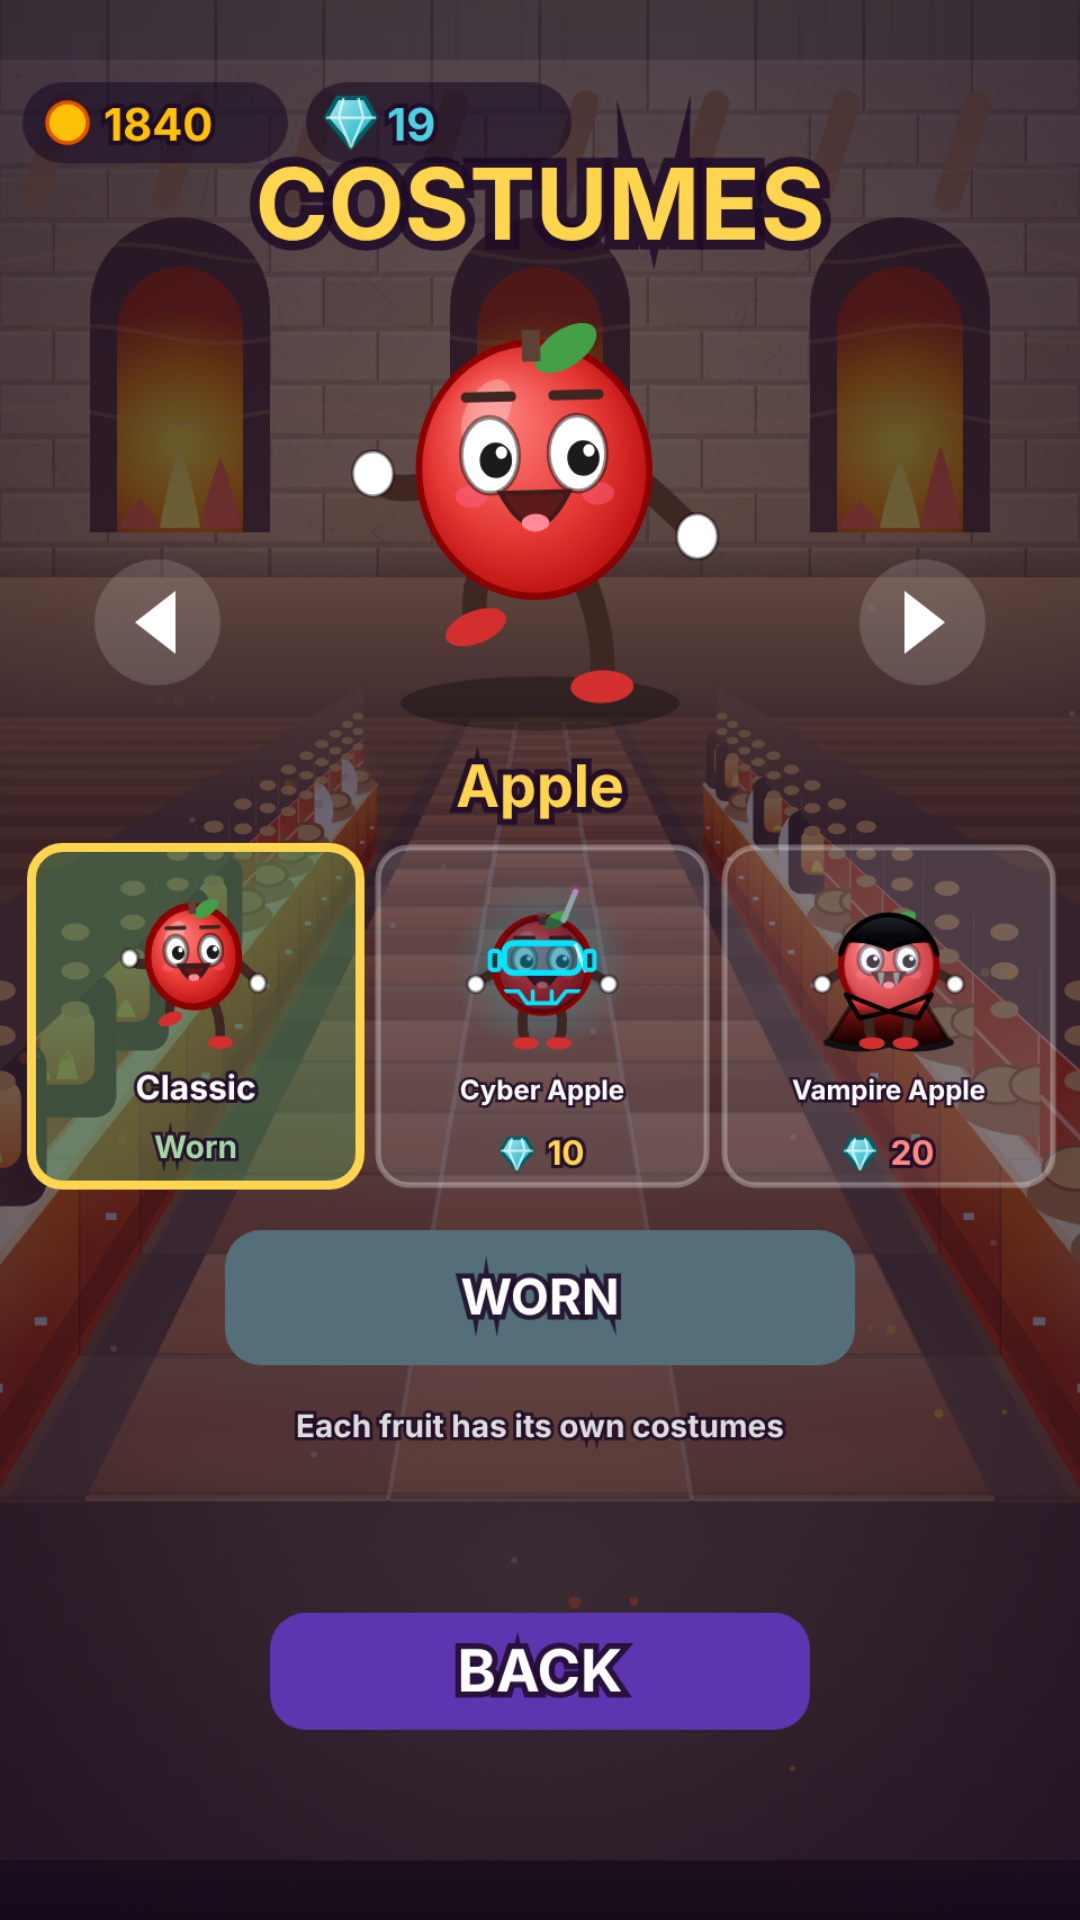 1840 19
COSTUMES
Apple
Classic
Worn
Cyber Apple
10
Vampire Apple
20
WORN
Each fruit has its own costumes
BACK